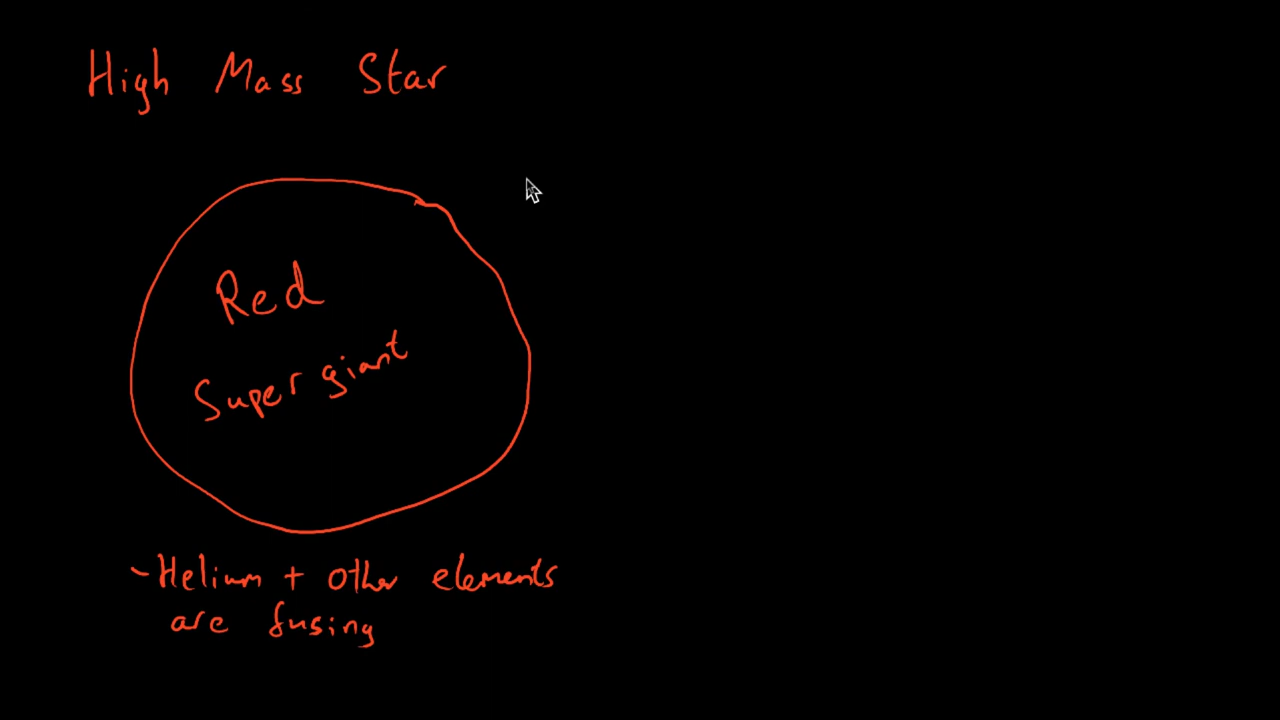 High Mass Star
Red
Super giant
-Helium + other elements
are fusing